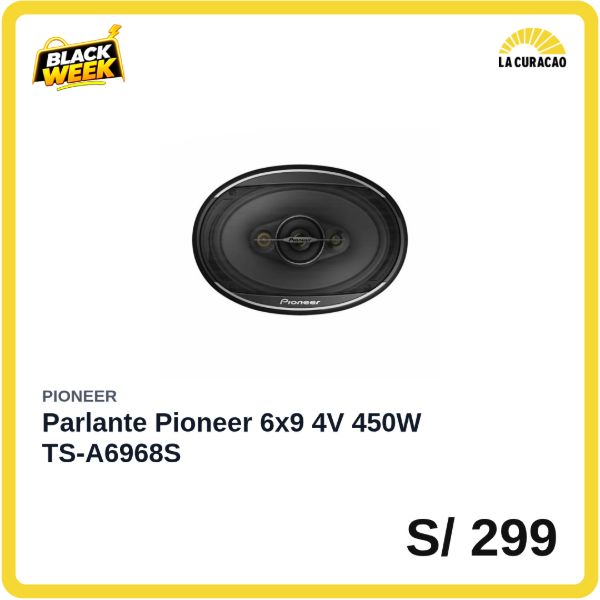 BLACK
WEEK
LA CURACAO
Pioneer
Pioneer
PIONEER
Parlante Pioneer 6x9 4V 450W
TS-A6968S
S/ 299